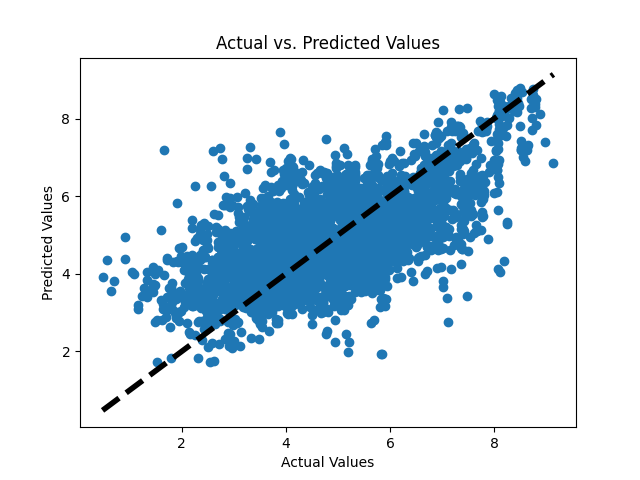 Actual vs. Predicted Values
8
6
4
2
Predicted Values
2 4 6 8
Actual Values